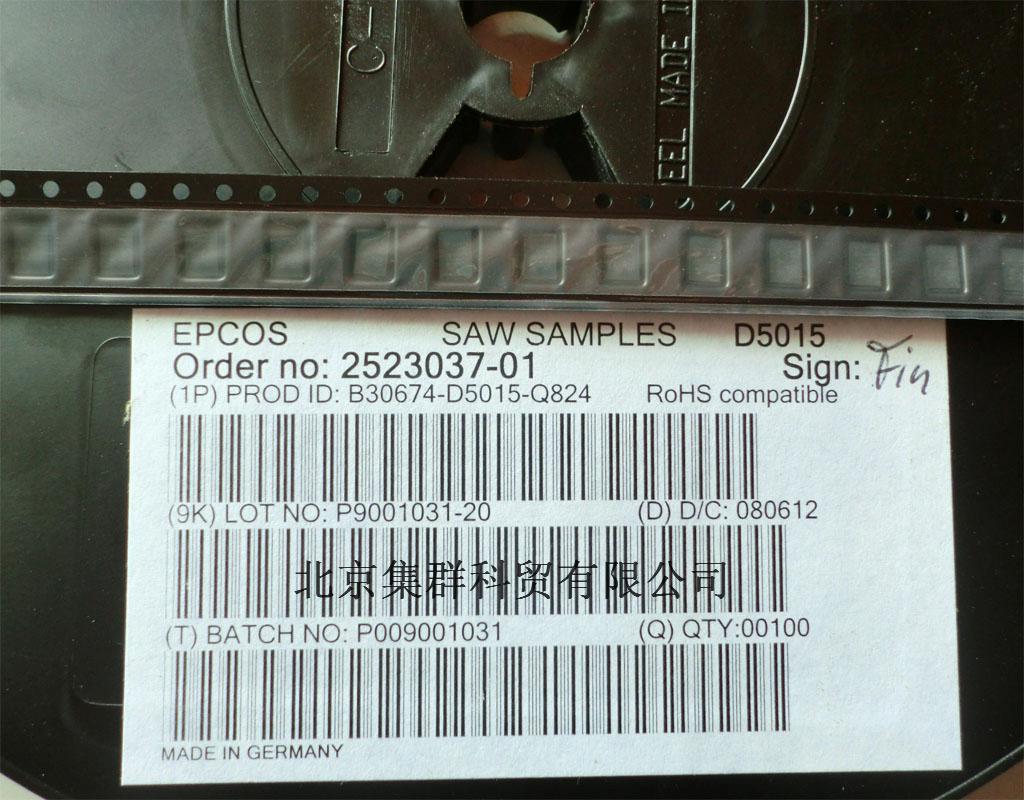 C-
EEL MADE I
EPCOS SAW SAMPLES D5015
Order no: 2523037-01 Sign:
(1P) PROD ID: B30674-D5015-Q824 RoHS compatible
(9K) LOT NO: P9001031-20 (D) D/C: 080612
北京集群科贸有限公司
(T) BATCH NO: P009001031 (Q) QTY:00100
MADE IN GERMANY